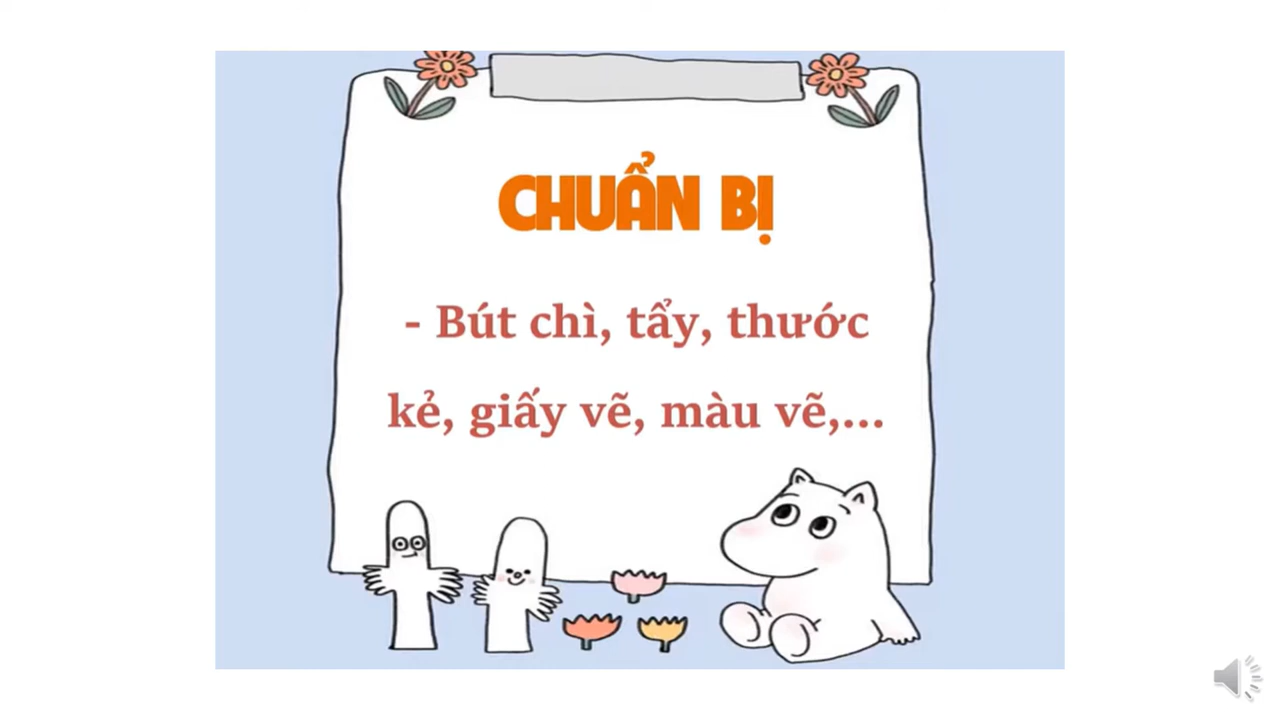 CHUẨN BỊ
- Bút chì, tẩy, thước
kẻ, giấy vẽ, màu vẽ,...